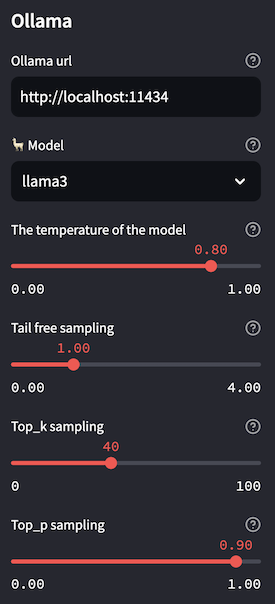 Ollama
Ollama url
http://localhost:11434
🦙 Model
llama3
The temperature of the model
0.80
0.00 1.00
Tail free sampling
1.00
0.00 4.00
Top_k sampling
40
0 100
Top_p sampling
0.90
0.00 1.00